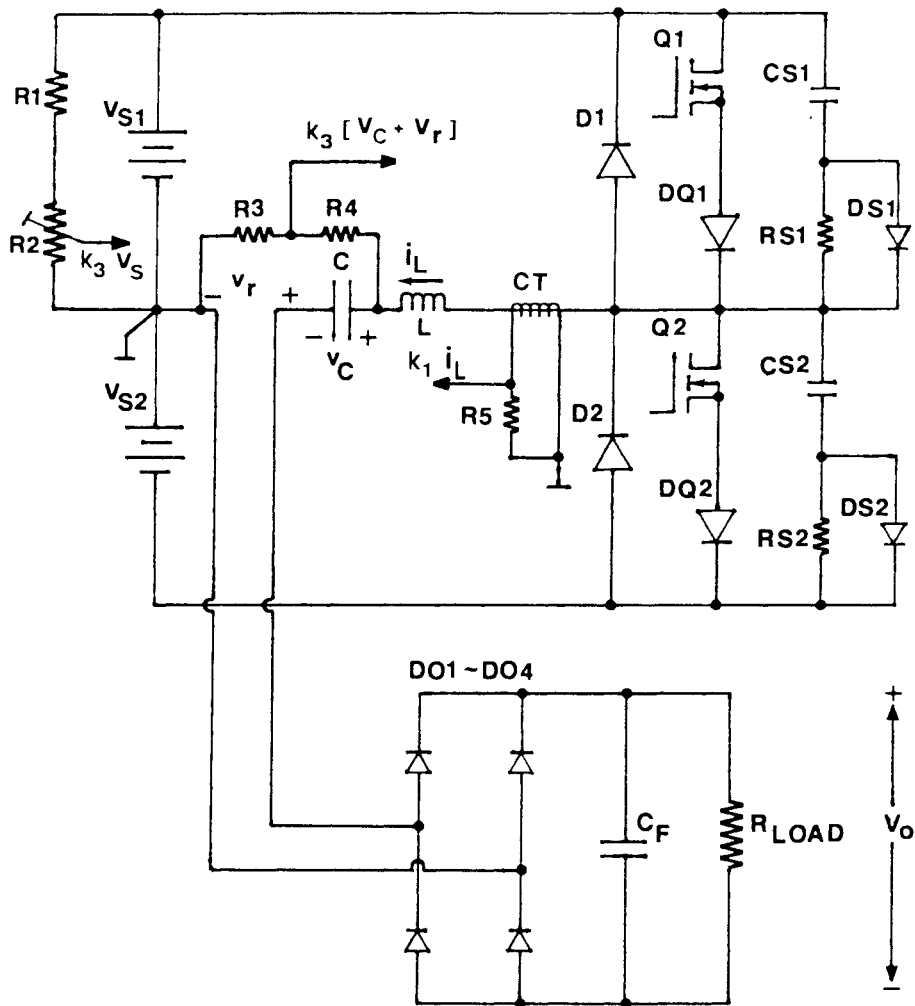 Q1
CS1
R1
VS1
D1
k3 [ VC + Vr ]
DQ1
DS1
R3
R4
RS1
R2
k3 VS
C
iL
CT
− Vr +
L
Q2
− VC +
k1 iL
CS2
VS2
R5
D2
DQ2
DS2
RS2
DO1 ~ DO4
+
CF
RLOAD
Vo
−